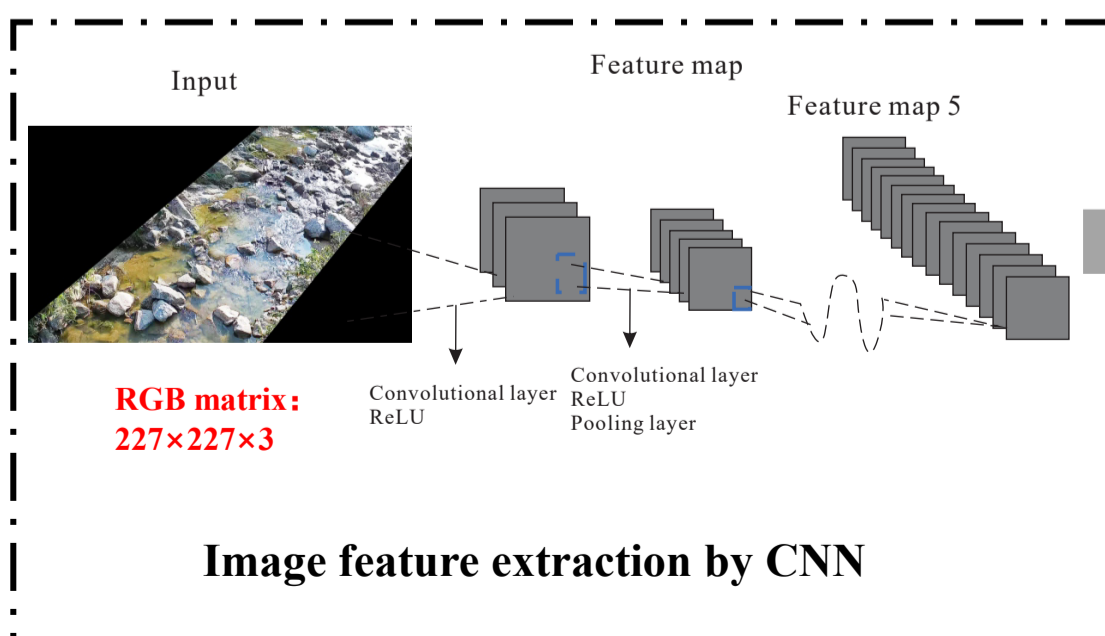 Input
Feature map
Feature map 5
RGB matrix：
227×227×3
Convolutional layer
ReLU
Convolutional layer
ReLU
Pooling layer
Image feature extraction by CNN